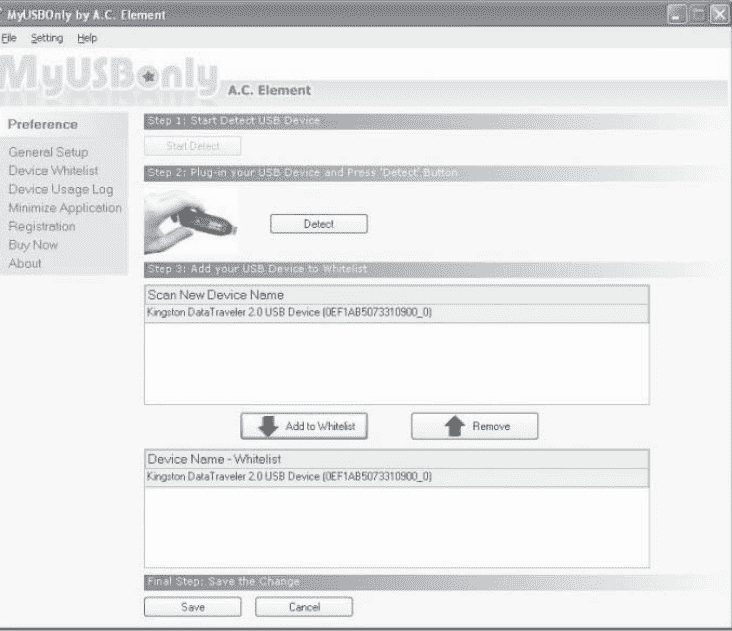 MyUSBOnly by A.C. Element
File Setting Help
MyUSBonly
A.C. Element
Preference
General Setup
Device Whitelist
Device Usage Log
Minimize Application
Registration
Buy Now
About
Step 1: Start Detect USB Device
Start Detect
Step 2: Plug-in your USB Device and Press 'Detect' Button
Detect
Step 3: Add your USB Device to Whitelist
Scan New Device Name
Kingston DataTraveler 2.0 USB Device (0EF1AB5073310900_0)
Add to Whitelist
Remove
Device Name - Whitelist
Kingston DataTraveler 2.0 USB Device (0EF1AB5073310900_0)
Final Step: Save the Change
Save
Cancel